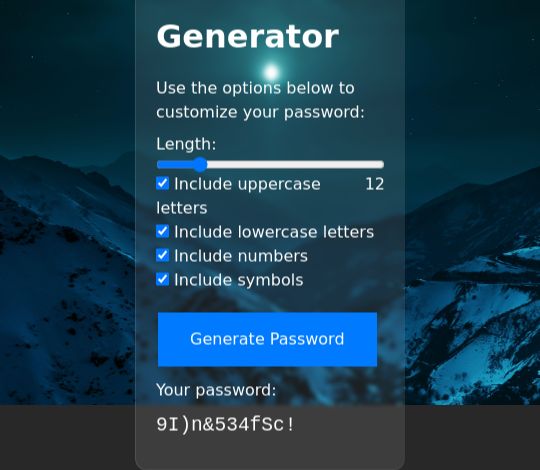 Generator
Use the options below to
customize your password:
Length:
Include uppercase 12
letters
Include lowercase letters
Include numbers
Include symbols
Generate Password
Your password:
9I)n&534fSc!